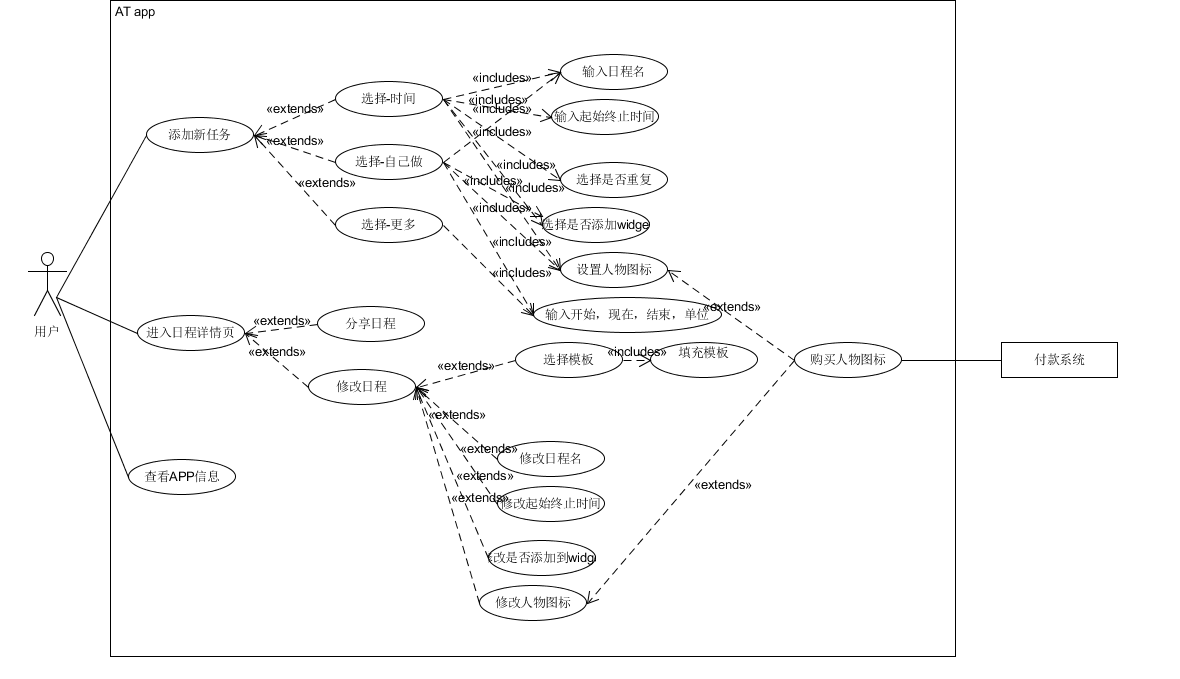 AT app
«includes»
输入日程名
选择-时间
«includes»
«extends»
«includes»
输入起始终止时间
添加新任务
«includes»
«extends»
选择-自己做
«includes»
«extends»
«includes»
«includes»
选择是否重复
«includes»
选择-更多
选择是否添加widge
«includes»
设置人物图标
«includes»
«extends»
用户
进入日程详情页
«extends»
分享日程
输入开始，现在，结束，单位
«extends»
选择模板
«includes»
填充模板
购买人物图标
付款系统
«extends»
修改日程
«extends»
«extends»
修改日程名
查看APP信息
«extends»
«extends»
«extends»
修改起始终止时间
改是否添加到widg
修改人物图标